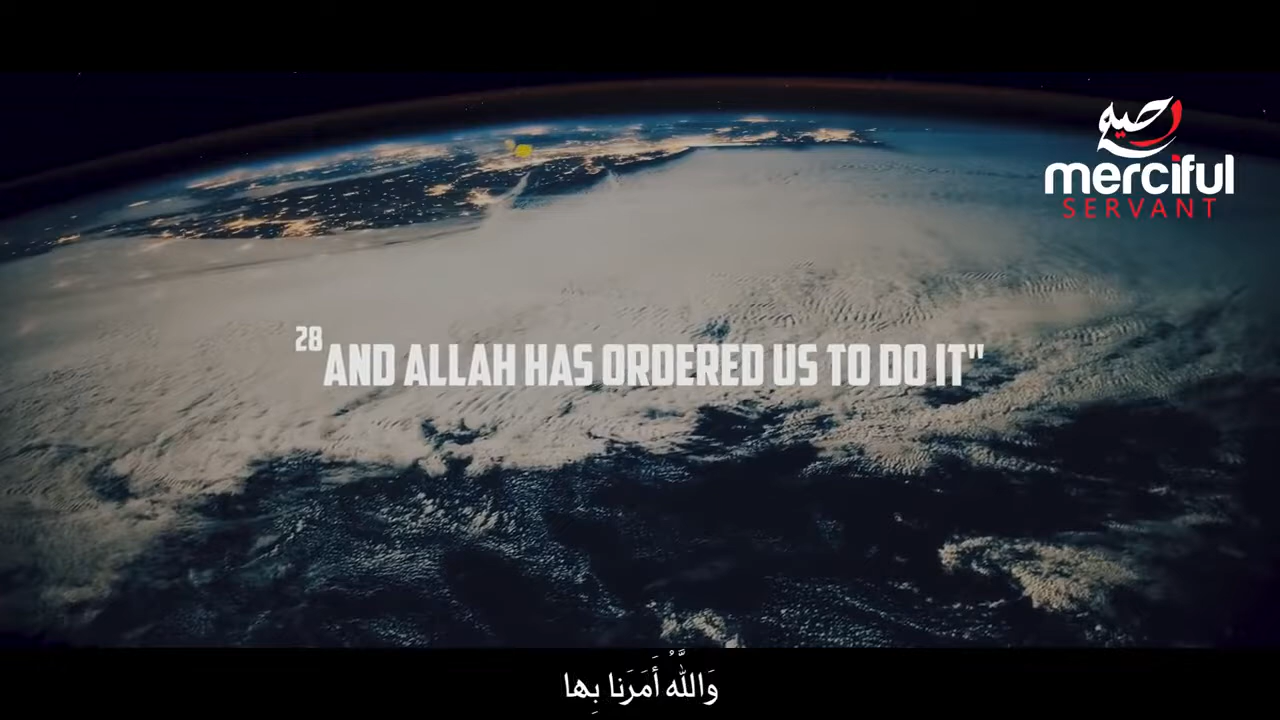 merciful
SERVANT
28 AND ALLAH HAS ORDERED US TO DO IT"
وَاللَّهُ أَمَرَنا بِها